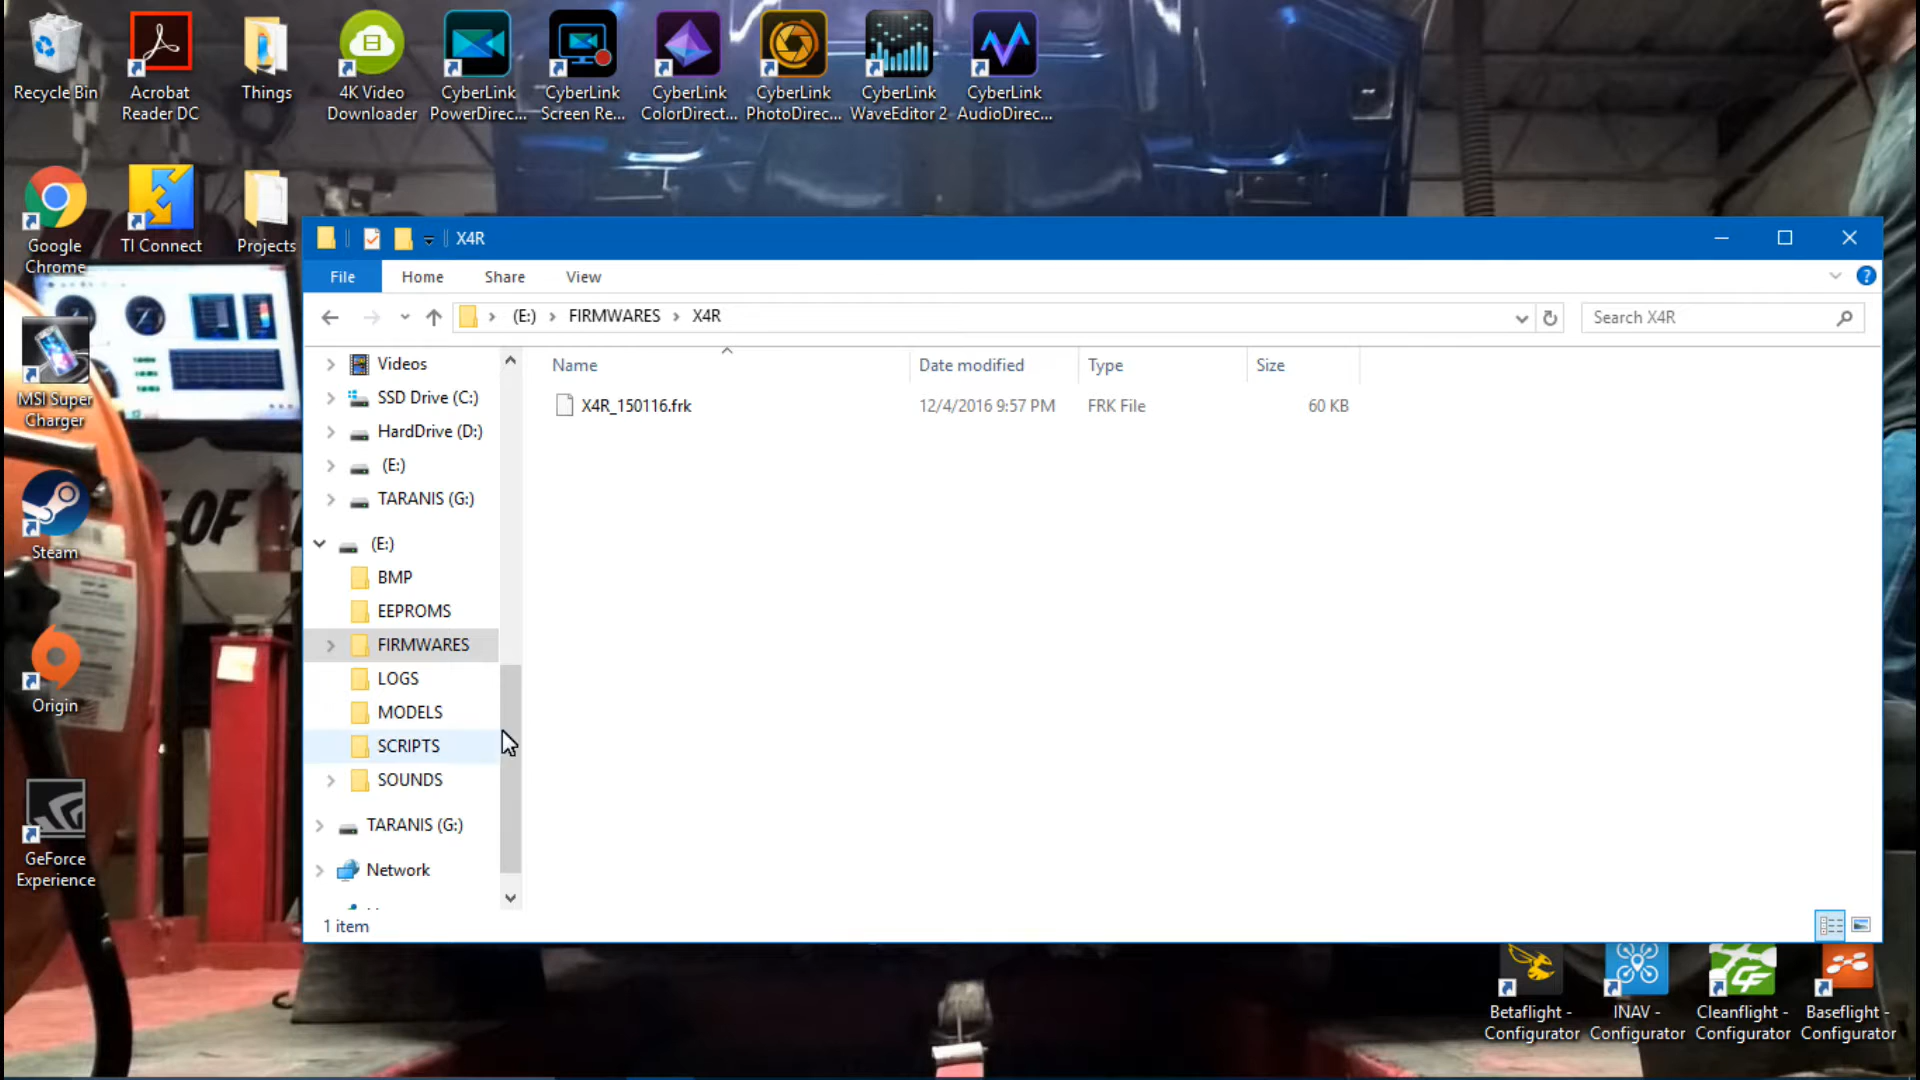 Recycle Bin
Acrobat
Reader DC
Things
4K Video
Downloader
CyberLink
PowerDirec...
CyberLink
Screen Re...
CyberLink
ColorDirect...
CyberLink
PhotoDirec...
CyberLink
WaveEditor 2
CyberLink
AudioDirec...
Google
Chrome
TI Connect
Projects
MSI Super
Charger
Steam
Origin
GeForce
Experience
OF
X4R
File
Home
Share
View
(E:)
FIRMWARES
X4R
Search X4R
Videos
SSD Drive (C:)
HardDrive (D:)
(E:)
TARANIS (G:)
(E:)
BMP
EEPROMS
FIRMWARES
LOGS
MODELS
SCRIPTS
SOUNDS
TARANIS (G:)
Network
Name
Date modified
Type
Size
X4R_150116.frk
12/4/2016 9:57 PM
FRK File
60 KB
1 item
Betaflight -
Configurator
INAV -
Configurator
Cleanflight -
Configurator
Baseflight -
Configurator